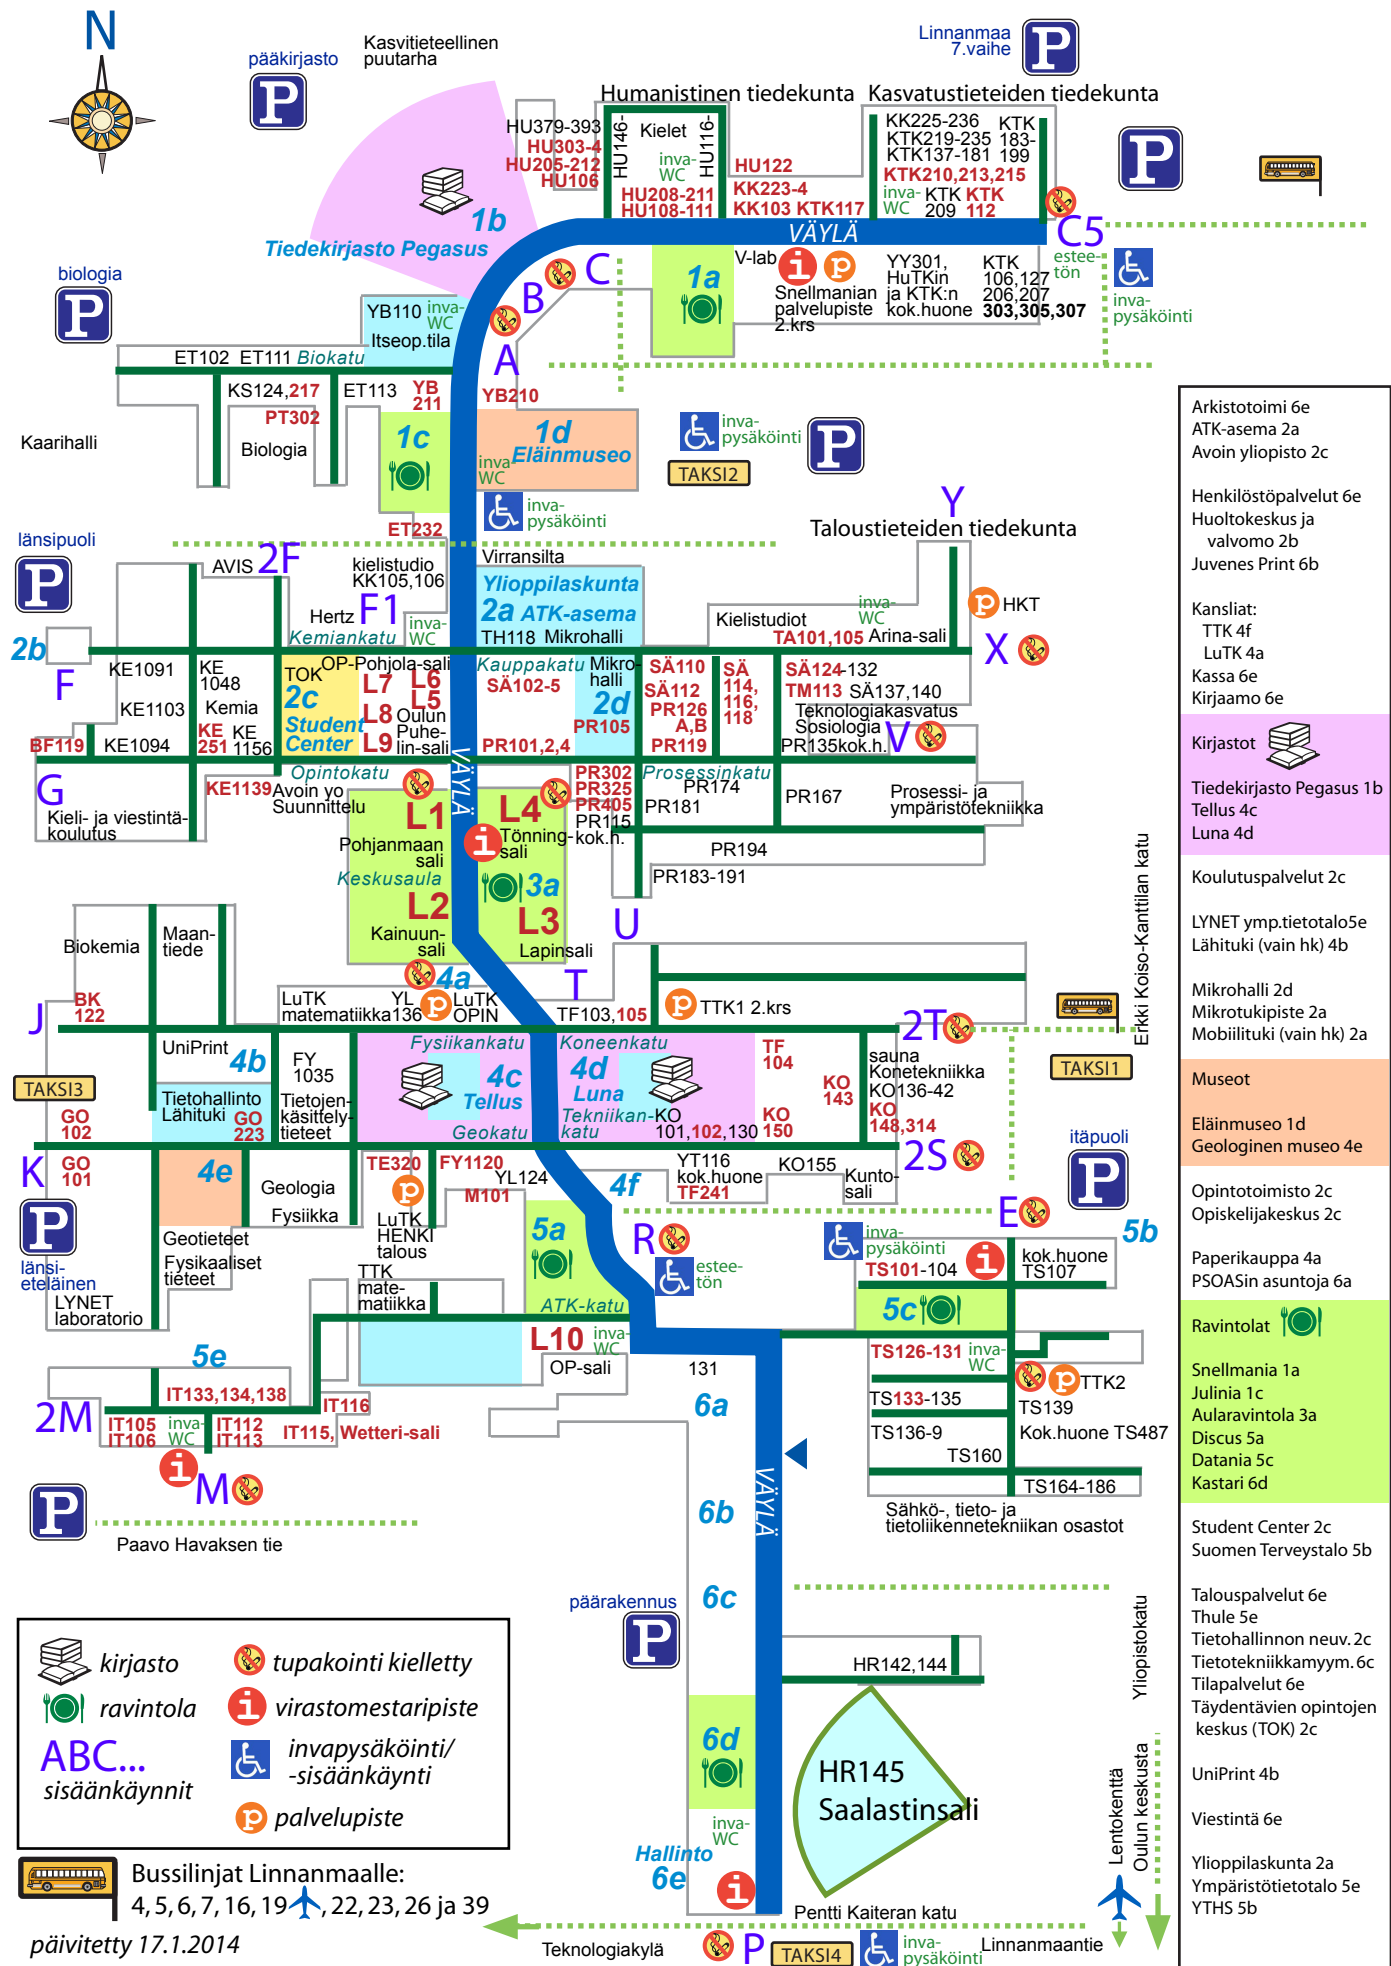 N
pääkirjasto
P
Kasvitieteellinen
puutarha
Linnanmaa
7.vaihe
P
Humanistinen tiedekunta
Kasvatustieteiden tiedekunta
HU379-393
HU303-4
HU205-212
HU106
HU146-
Kielet
inva-
WC
HU116-
HU208-211
HU108-111
HU122
KK223-4
KK103 KTK117
KK225-236
KTK219-235
KTK137-181
KTK
183-
199
KTK210,213,215
inva-
WC
KTK
209
KTK
112
P
1b
Tiedekirjasto Pegasus
VÄYLÄ
C5
estee-
tön
inva-
pysäköinti
C
B
A
1a
V-lab
i
p
Snellmanian
palvelupiste
2.krs
YY301,
HuTKin
ja KTK:n
kok.huone
KTK
106,127
206,207
303,305,307
biologia
P
YB110
inva-
WC
Itseop.tila
ET102
ET111
Biokatu
KS124,217
PT302
ET113
YB
211
YB210
Kaarihalli
Biologia
1c
1d
Eläinmuseo
inva-
WC
inva-
pysäköinti
inva-
pysäköinti
P
TAKSI2
ET232
Y
Taloustieteiden tiedekunta
länsipuoli
P
AVIS
2F
kielistudio
KK105,106
Virransilta
Ylioppilaskunta
2a ATK-asema
TH118
Mikrohalli
Hertz
F1
Kemiankatu
inva-
WC
Kielistudiot
inva-
WC
TA101,105
Arina-sali
p
HKT
X
2b
F
KE1091
KE
1048
KE1103
Kemia
KE
251
KE
1156
BF119
KE1094
TOK
2c
Student
Center
OP-Pohjola-sali
L7
L6
L5
L8
L9
Oulun
Puhe-
lin-sali
Kauppakatu
SÄ102-5
Mikro-
halli
2d
PR105
PR101,2,4
SÄ110
SÄ112
PR126
A,B
PR119
SÄ
114,
116,
118
SÄ124-132
TM113
SÄ137,140
Teknologiakasvatus
Sosiologia
PR135kok.h.
V
G
KE1139
Opintokatu
Avoin yo
Suunnittelu
VÄYLÄ
Kieli- ja viestintä-
koulutus
L1
Pohjanmaan
sali
Keskusaula
L2
Kainuun-
sali
L4
i
Tönning-
sali
3a
L3
Lapinsali
PR302
PR325
PR405
PR115
kok.h.
Prosessinkatu
PR174
PR181
PR167
Prosessi- ja
ympäristötekniikka
PR194
PR183-191
U
Erkki Koiso-Kanttilan katu
Biokemia
Maan-
tiede
4a
T
J
BK
122
LuTK
matematiikka
YL
136
p
LuTK
OPIN
TF103,105
p
TTK1 2.krs
2T
UniPrint
4b
FY
1035
Fysiikankatu
4c
Tellus
Geokatu
Koneenkatu
4d
Luna
Tekniikan-
katu
KO
101,102,130
TF
104
KO
150
KO
143
sauna
Konetekniikka
KO136-42
KO
148,314
TAKSI1
TAKSI3
Tietohallinto
Lähituki
GO
223
Tietojen-
käsittely-
tieteet
GO
102
K
GO
101
2S
P
länsi-
eteläinen
4e
Geologia
Fysiikka
TE320
p
LuTK
HENKI
talous
FY1120
M101
YL124
4f
YT116
kok.huone
TF241
KO155
Kunto-
sali
itäpuoli
P
5b
Geotieteet
Fysikaaliset
tieteet
LYNET
laboratorio
TTK
mate-
matiikka
5a
ATK-katu
R
estee-
tön
E
inva-
pysäköinti
i
TS101-104
kok.huone
TS107
5c
5e
L10
inva-
WC
OP-sali
131
TS126-131
inva-
WC
p
TTK2
TS133-135
TS139
TS136-9
Kok.huone TS487
TS160
TS164-186
Sähkö-, tieto- ja
tietoliikennetekniikan osastot
IT133,134,138
IT116
2M
IT105
IT106
inva-
WC
IT112
IT113
IT115, Wetteri-sali
i
M
P
Paavo Havaksen tie
6a
6b
VÄYLÄ
6c
päärakennus
P
HR142,144
6d
HR145
Saalastinsali
inva-
WC
Hallinto
6e
i
Yliopistokatu
Lentokenttä
Oulun keskusta
Pentti Kaiteran katu
Teknologiakylä
P
TAKSI4
inva-
pysäköinti
Linnanmaantie
kirjasto
ravintola
ABC...
sisäänkäynnit
tupakointi kielletty
i
virastomestaripiste
invapysäköinti/
-sisäänkäynti
p
palvelupiste
Bussilinjat Linnanmaalle:
4, 5, 6, 7, 16, 19 , 22, 23, 26 ja 39
päivitetty 17.1.2014
Arkistotoimi 6e
ATK-asema 2a
Avoin yliopisto 2c
Henkilöstöpalvelut 6e
Huoltokeskus ja
valvomo 2b
Juvenes Print 6b
Kansliat:
TTK 4f
LuTK 4a
Kassa 6e
Kirjaamo 6e
Kirjastot
Tiedekirjasto Pegasus 1b
Tellus 4c
Luna 4d
Koulutuspalvelut 2c
LYNET ymp.tietotalo5e
Lähituki (vain hk) 4b
Mikrohalli 2d
Mikrotukipiste 2a
Mobiilituki (vain hk) 2a
Museot
Eläinmuseo 1d
Geologinen museo 4e
Opintotoimisto 2c
Opiskelijakeskus 2c
Paperikauppa 4a
PSOASin asuntoja 6a
Ravintolat
Snellmania 1a
Julinia 1c
Aularavintola 3a
Discus 5a
Datania 5c
Kastari 6d
Student Center 2c
Suomen Terveystalo 5b
Talouspalvelut 6e
Thule 5e
Tietohallinnon neuv. 2c
Tietotekniikkamyym. 6c
Tilapalvelut 6e
Täydentävien opintojen
keskus (TOK) 2c
UniPrint 4b
Viestintä 6e
Ylioppilaskunta 2a
Ympäristötietotalo 5e
YTHS 5b